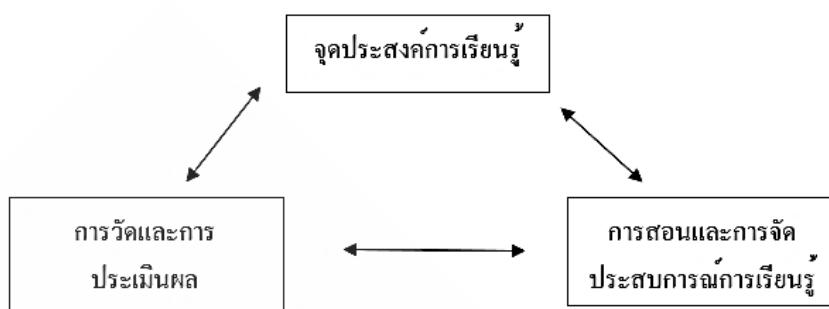 จุดประสงค์การเรียนรู้
การวัดและการ
ประเมินผล
การสอนและการจัด
ประสบการณ์การเรียนรู้